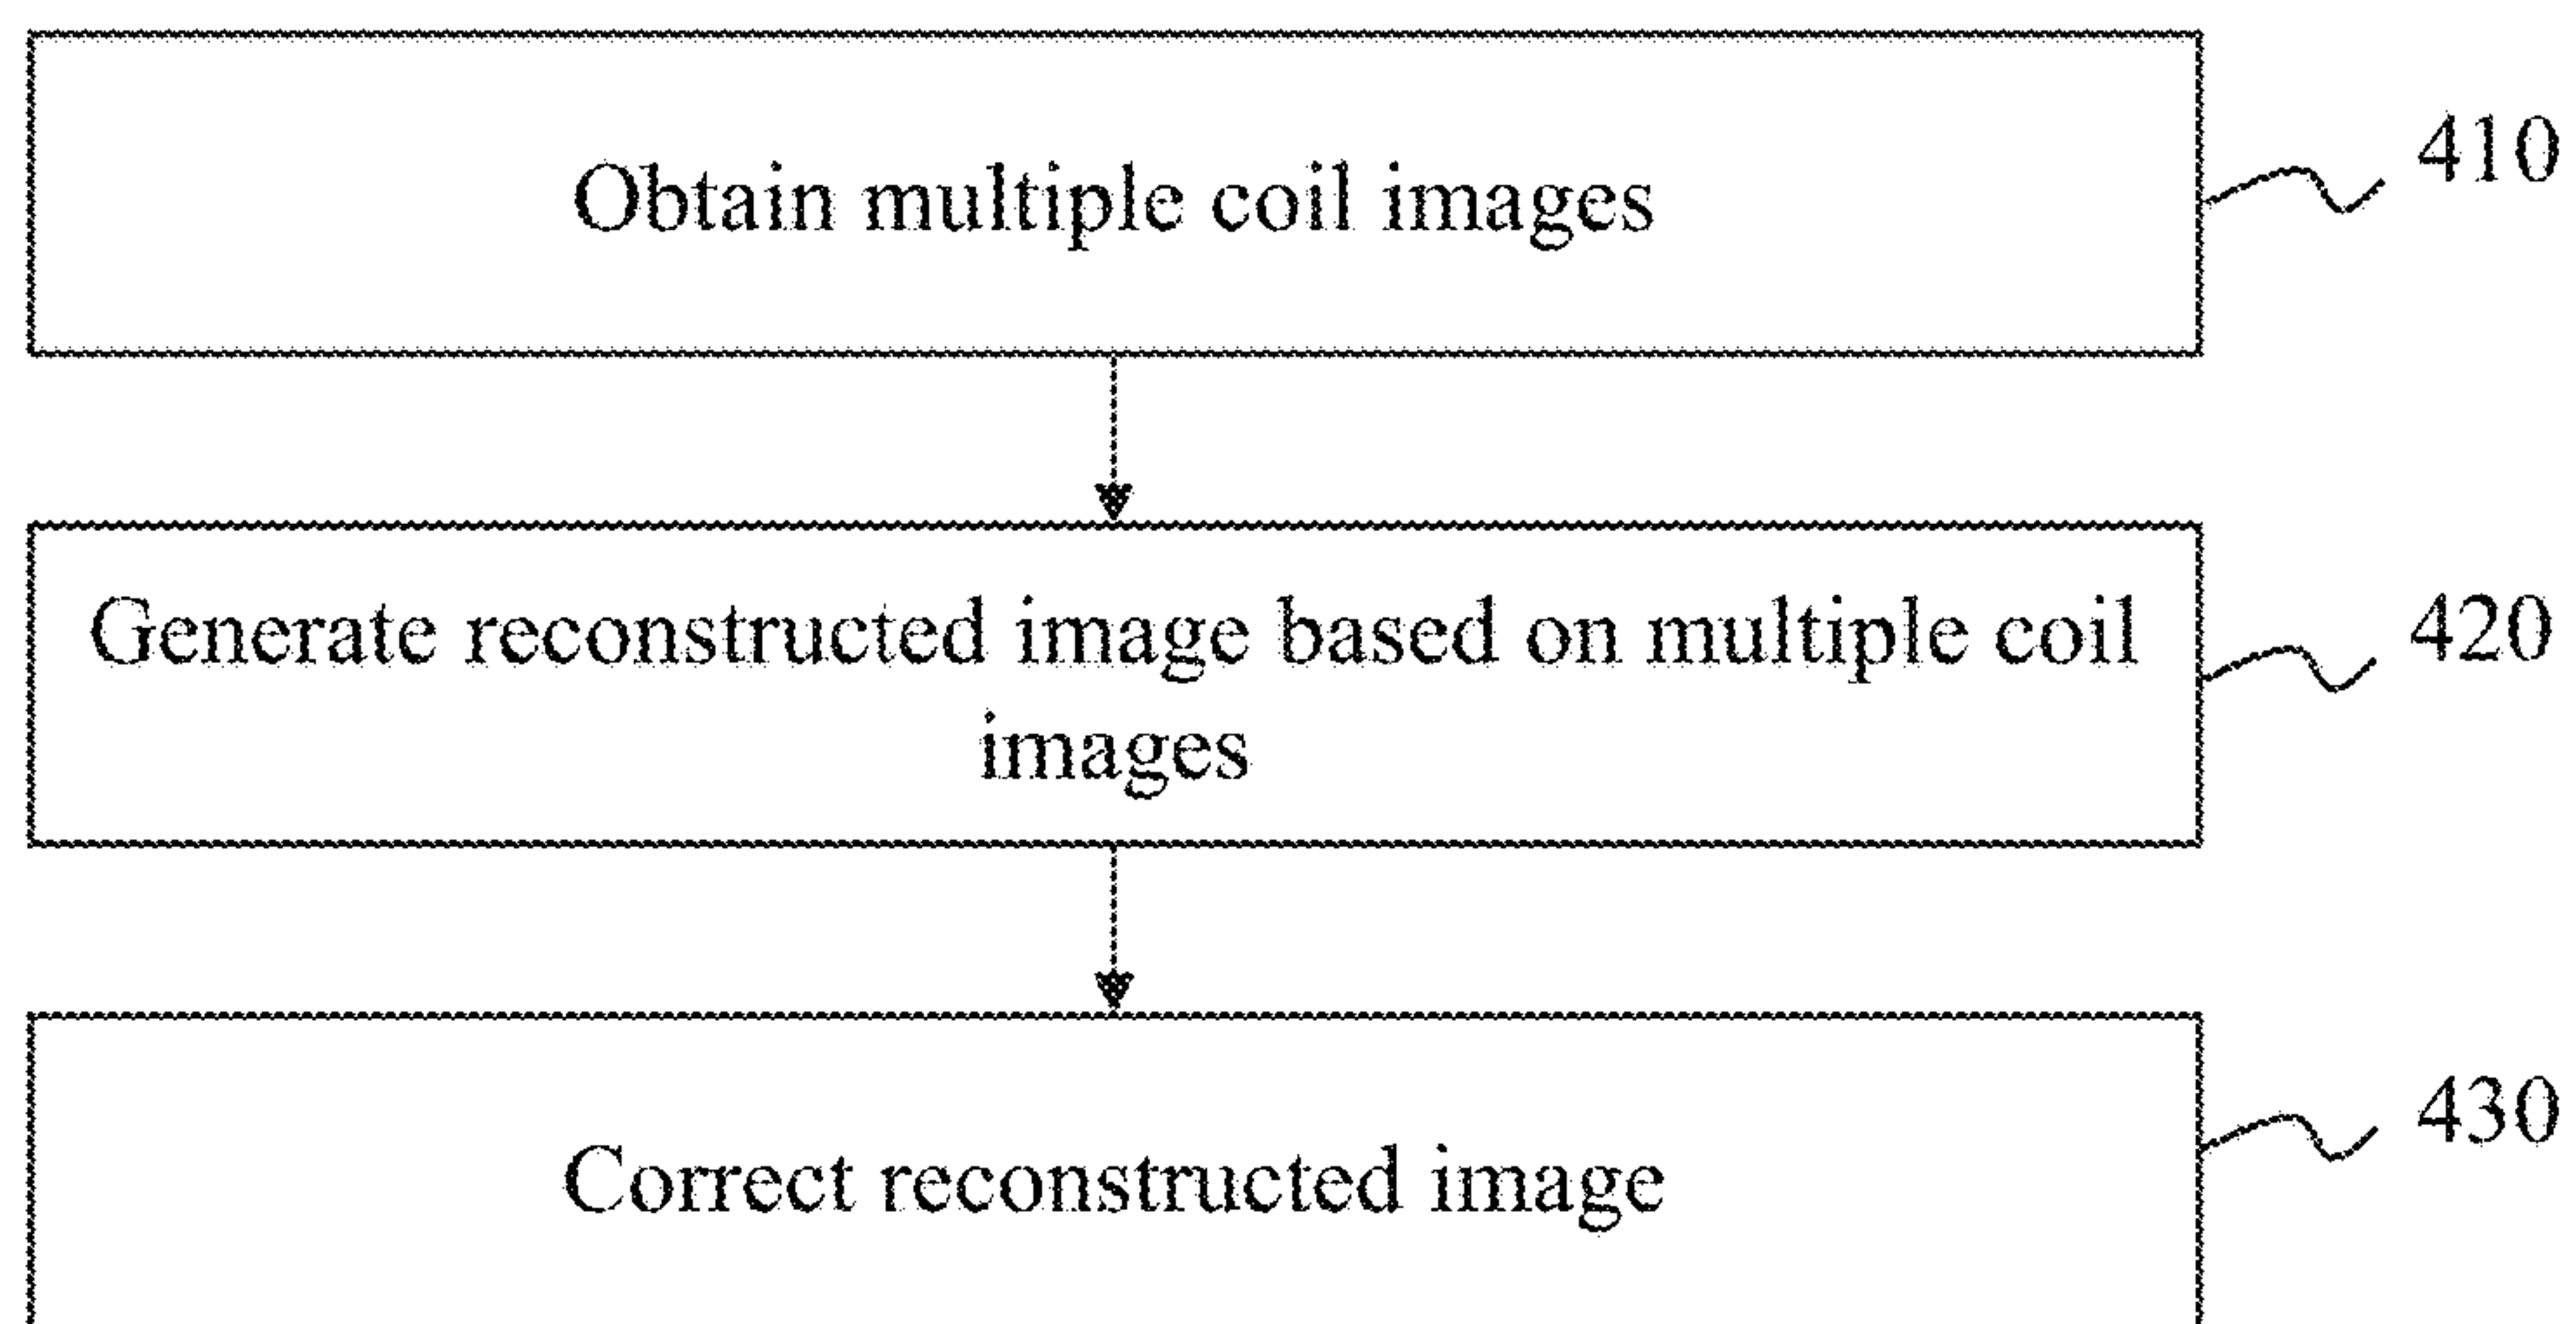 Obtain multiple coil images
410
Generate reconstructed image based on multiple coil
images
420
Correct reconstructed image
430